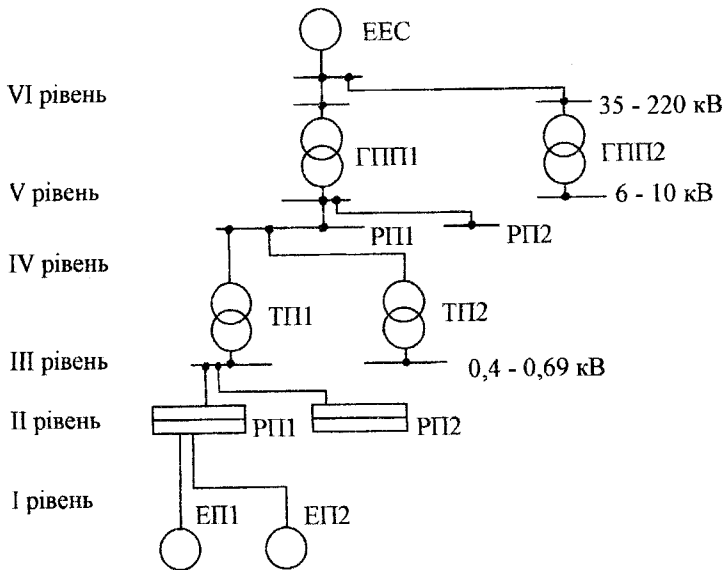 ЕЕС
VI рівень
35 - 220 кВ
ГПП1
ГПП2
V рівень
6 - 10 кВ
РП1
РП2
IV рівень
ТП1
ТП2
III рівень
0,4 - 0,69 кВ
II рівень
РП1
РП2
I рівень
ЕП1
ЕП2